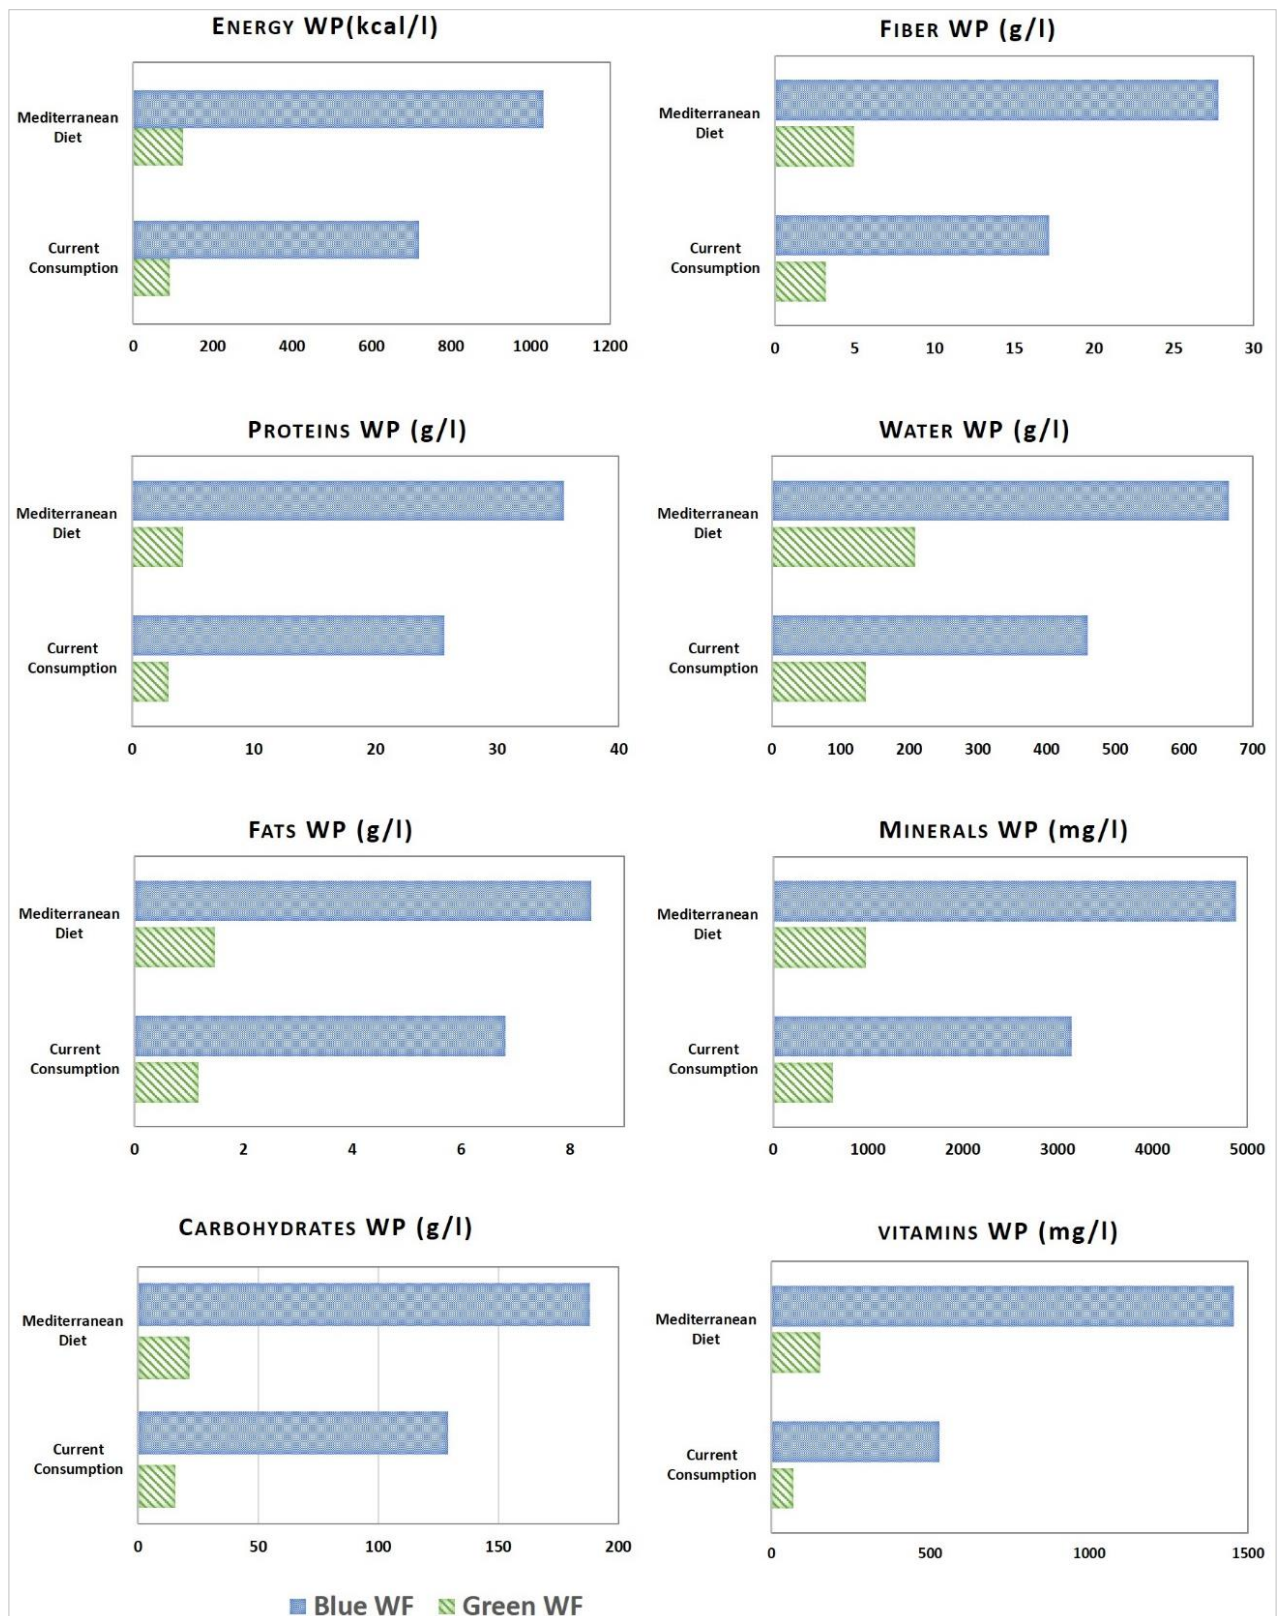 ENERGY WP(kcal/l)
Mediterranean
Diet
Current
Consumption
0 200 400 600 800 1000 1200
FIBER WP (g/l)
Mediterranean
Diet
Current
Consumption
0 5 10 15 20 25 30
PROTEINS WP (g/l)
Mediterranean
Diet
Current
Consumption
0 10 20 30 40
WATER WP (g/l)
Mediterranean
Diet
Current
Consumption
0 100 200 300 400 500 600 700
FATS WP (g/l)
Mediterranean
Diet
Current
Consumption
0 2 4 6 8
MINERALS WP (mg/l)
Mediterranean
Diet
Current
Consumption
0 1000 2000 3000 4000 5000
CARBOHYDRATES WP (g/l)
Mediterranean
Diet
Current
Consumption
0 50 100 150 200
VITAMINS WP (mg/l)
Mediterranean
Diet
Current
Consumption
0 500 1000 1500
Blue WF Green WF